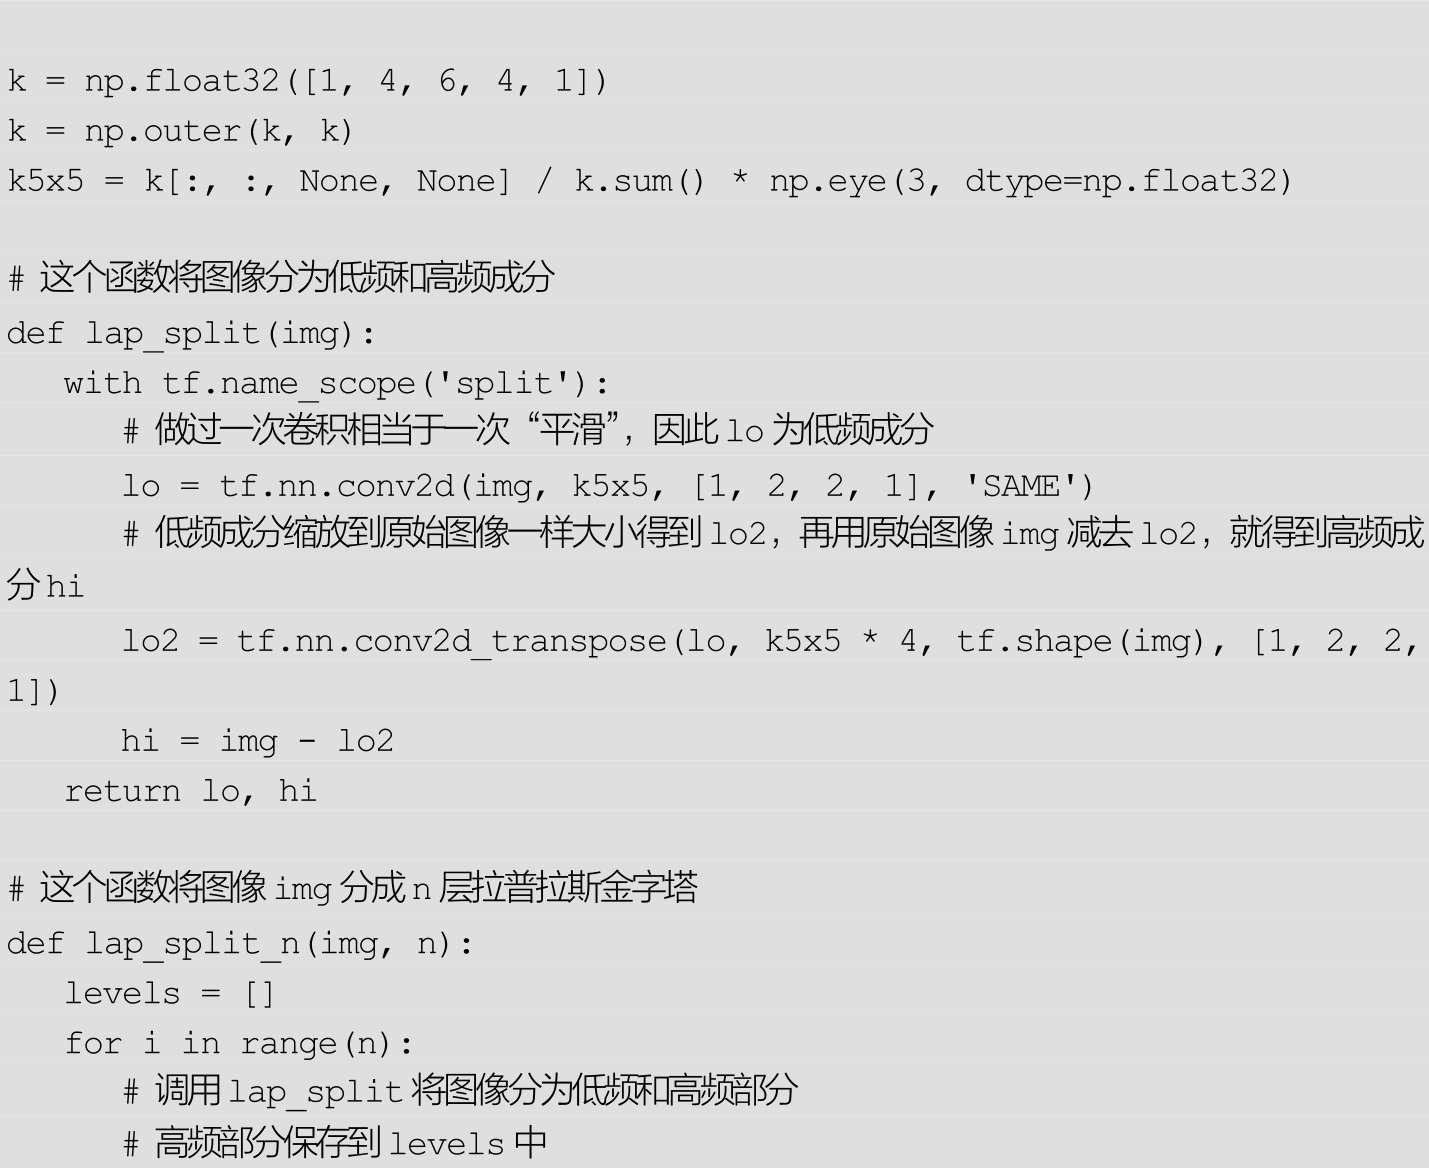 k = np.float32([1, 4, 6, 4, 1])
k = np.outer(k, k)
k5x5 = k[:, :, None, None] / k.sum() * np.eye(3, dtype=np.float32)
# 这个函数将图像分为低频和高频成分
def lap_split(img):
   with tf.name_scope('split'):
      # 做过一次卷积相当于一次“平滑”，因此 lo 为低频成分
      lo = tf.nn.conv2d(img, k5x5, [1, 2, 2, 1], 'SAME')
      # 低频成分缩放到原始图像一样大小得到 lo2，再用原始图像 img 减去 lo2，就得到高频成
分 hi
      lo2 = tf.nn.conv2d_transpose(lo, k5x5 * 4, tf.shape(img), [1, 2, 2,
1])
      hi = img - lo2
   return lo, hi
# 这个函数将图像 img 分成 n 层拉普拉斯金字塔
def lap_split_n(img, n):
   levels = []
   for i in range(n):
      # 调用 lap_split 将图像分为低频和高频部分
      # 高频部分保存到 levels 中